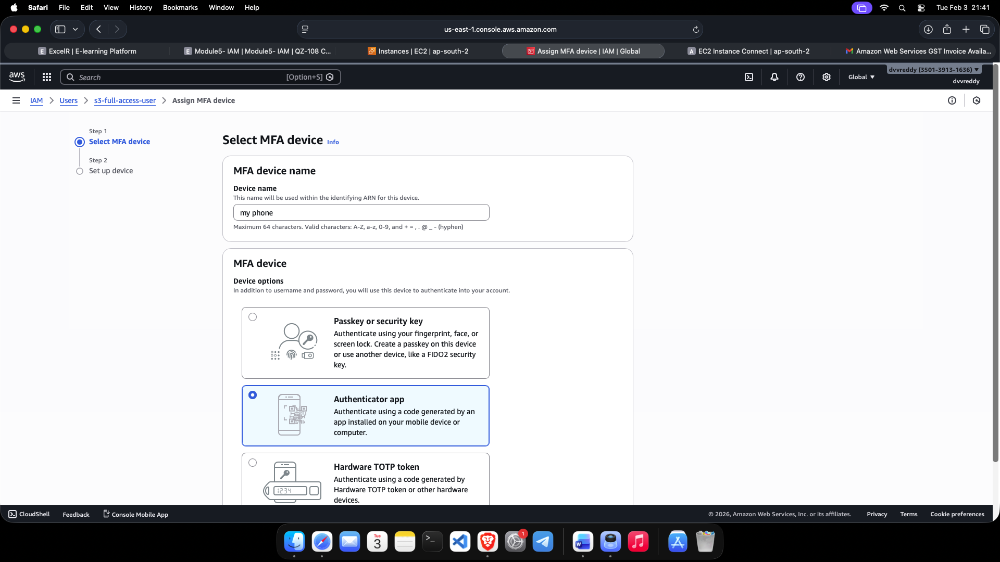 Safari File Edit View History Bookmarks Window Help
Tue Feb 3 21:41
us-east-1.console.aws.amazon.com
E ExcelR | E-learning Platform
E Module5- IAM | Module5- IAM | QZ-108 C...
Instances | EC2 | ap-south-2
Assign MFA device | IAM | Global
A EC2 Instance Connect | ap-south-2
Amazon Web Services GST Invoice Availa...
aws
Search [Option+S]
Global
dvvreddy (3501-3913-1636)
dvvreddy
IAM Users s3-full-access-user Assign MFA device
Step 1
Select MFA device
Step 2
Set up device
Select MFA device Info
MFA device name
Device name
This name will be used within the identifying ARN for this device.
my phone
Maximum 64 characters. Valid characters: A-Z, a-z, 0-9, and + = , . @ _ - (hyphen)
MFA device
Device options
In addition to username and password, you will use this device to authenticate into your account.
Passkey or security key
Authenticate using your fingerprint, face, or
screen lock. Create a passkey on this device
or use another device, like a FIDO2 security
key.
Authenticator app
Authenticate using a code generated by an
app installed on your mobile device or
computer.
Hardware TOTP token
Authenticate using a code generated by
Hardware TOTP token or other hardware
devices.
1234
CloudShell Feedback Console Mobile App
© 2026, Amazon Web Services, Inc. or its affiliates. Privacy Terms Cookie preferences
Tue
3
1
W